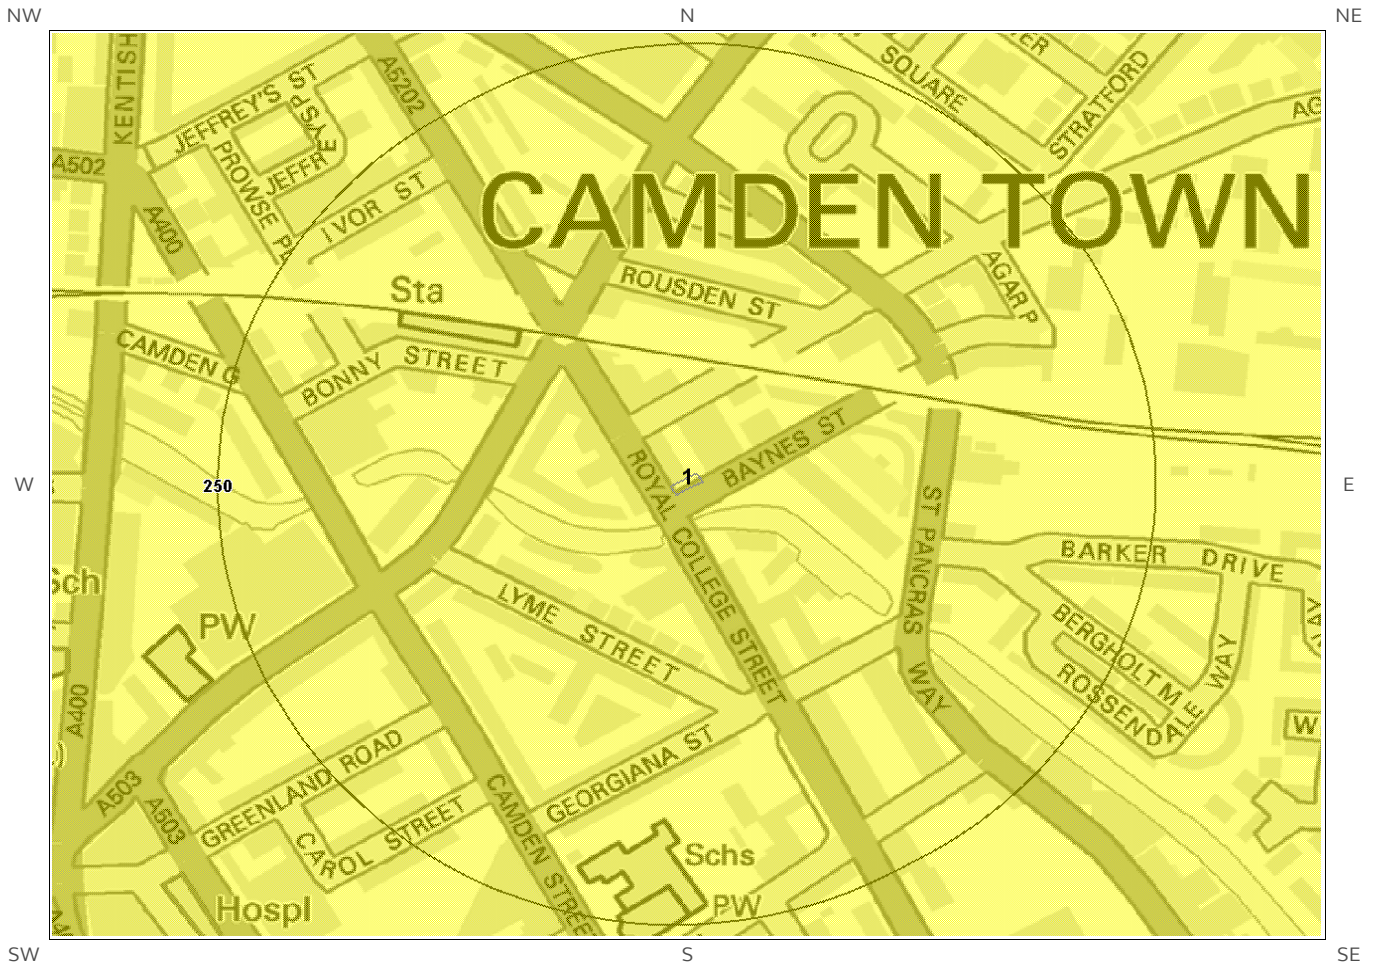 NW
N
NE
KENTISH
A5202
SQUARE
STRATFORD
JEFFREY'S ST
A502
PROWSE PL
IVOR ST
A400
CAMDEN TOWN
ROUSDEN ST
AGAR P
Sta
CAMDEN G
BONNY STREET
BAYNES ST
1
W
250
E
ROYAL COLLEGE STREET
ST PANCRAS WAY
BARKER DRIVE
LYME STREET
BERGHOLT M
ROSSENDALE WAY
PW
A400
A503
A503
GREENLAND ROAD
CAROL STREET
GEORGIANA ST
CAMDEN STREE
W
Schs
PW
Hospl
SW
S
SE